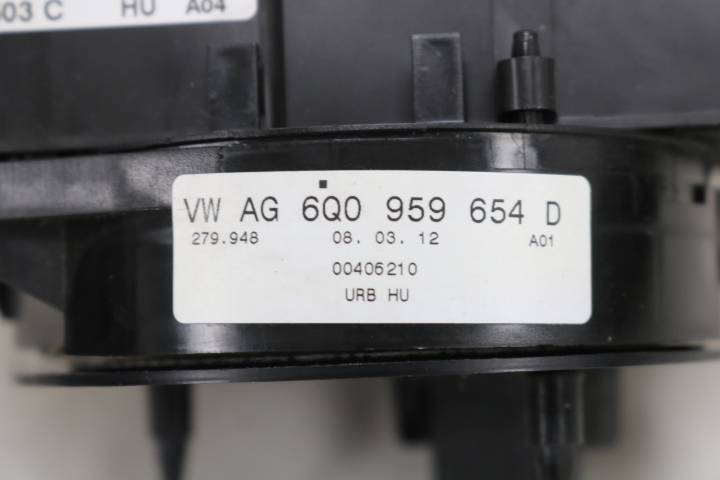 03 C HU A04
VW AG 6Q0 959 654 D
279.948 08. 03. 12 A01
00406210
URB HU